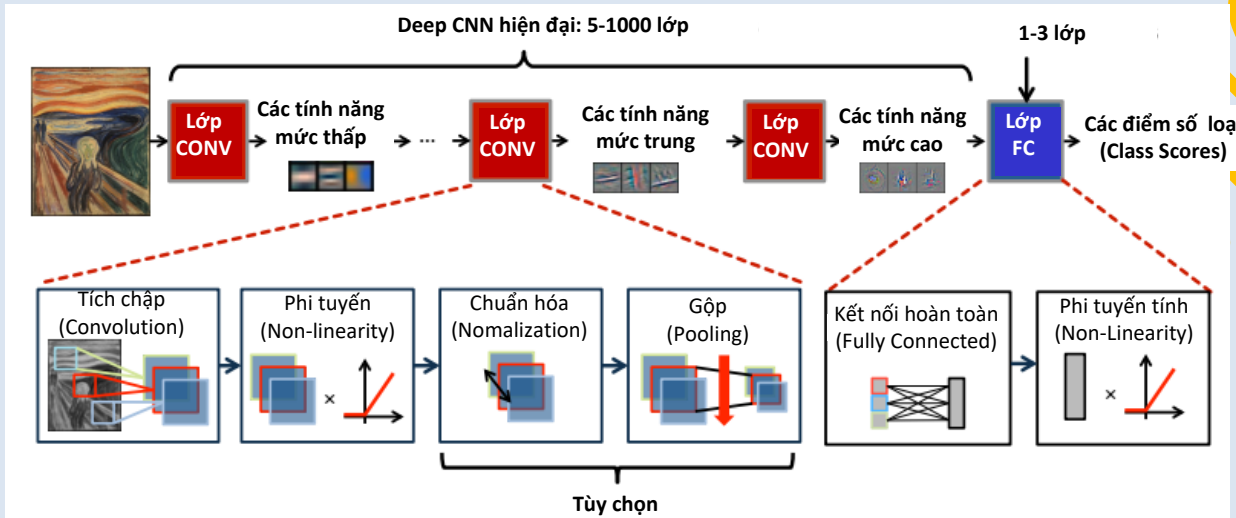 Deep CNN hiện đại: 5-1000 lớp
1-3 lớp
Lớp
CONV
Các tính năng
mức thấp
...
Lớp
CONV
Các tính năng
mức trung
Lớp
CONV
Các tính năng
mức cao
Lớp
FC
Các điểm số loạ
(Class Scores)
Tích chập
(Convolution)
Phi tuyến
(Non-linearity)
×
Chuẩn hóa
(Nomalization)
Gộp
(Pooling)
Kết nối hoàn toàn
(Fully Connected)
Phi tuyến tính
(Non-Linearity)
×
Tùy chọn